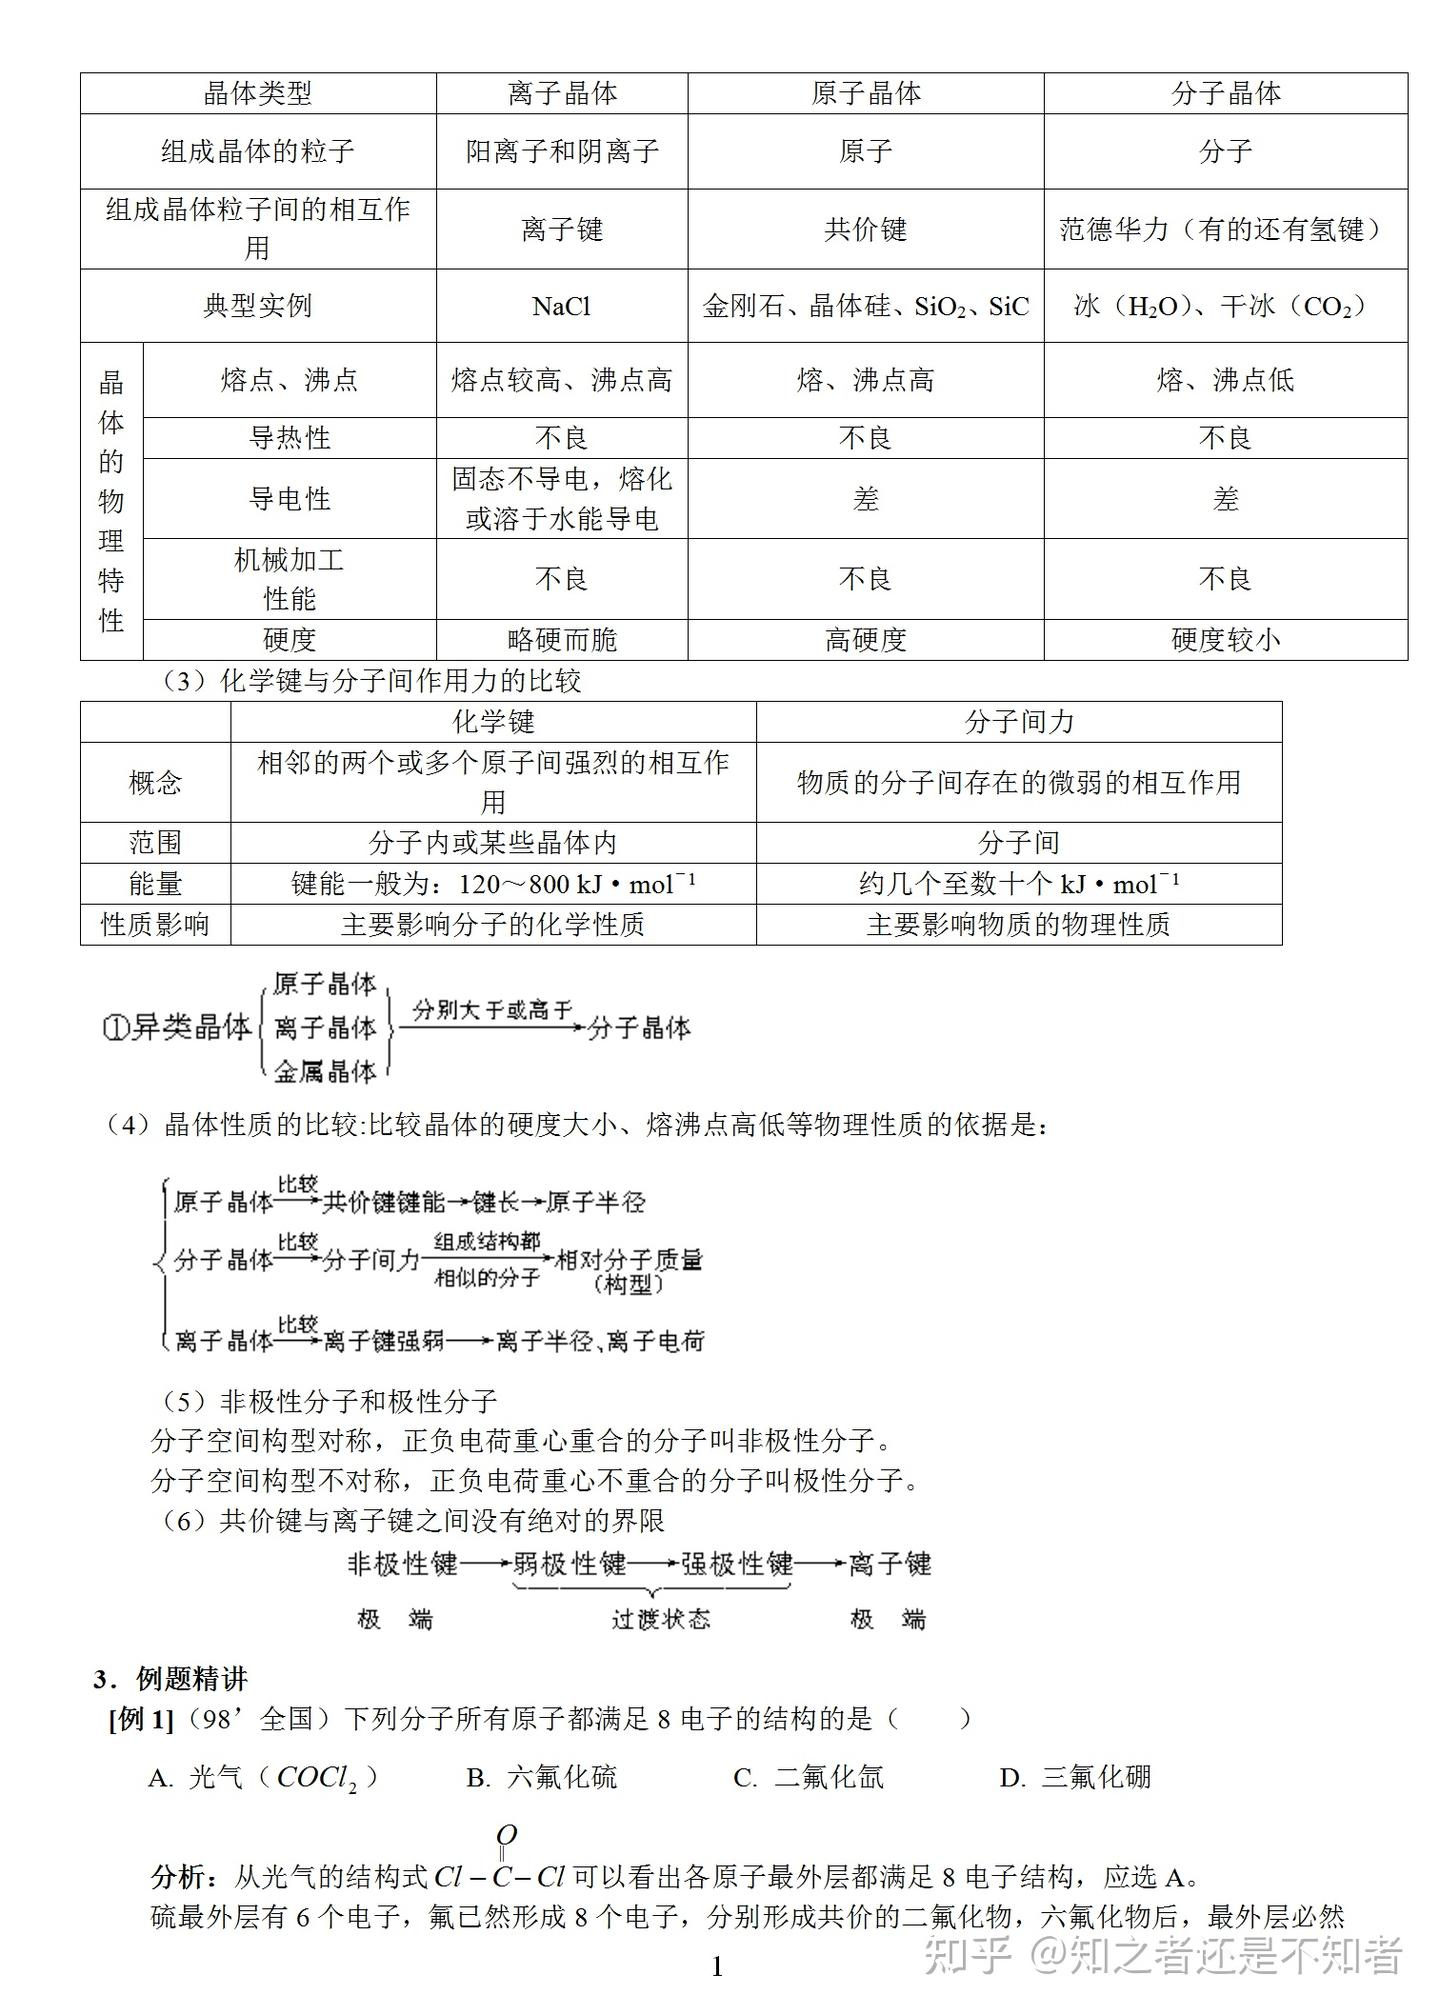 晶体类型 离子晶体 原子晶体 分子晶体
组成晶体的粒子 阳离子和阴离子 原子 分子
组成晶体粒子间的相互作
用 离子键 共价键 范德华力（有的还有氢键）
典型实例 NaCl 金刚石、晶体硅、SiO₂、SiC 冰（H₂O）、干冰（CO₂）
晶体的物理特性
熔点、沸点 熔点较高、沸点高 熔、沸点高 熔、沸点低
导热性 不良 不良 不良
导电性 固态不导电，熔化
或溶于水能导电 差 差
机械加工
性能 不良 不良 不良
硬度 略硬而脆 高硬度 硬度较小
（3）化学键与分子间作用力的比较
化学键 分子间力
概念 相邻的两个或多个原子间强烈的相互作
用 物质的分子间存在的微弱的相互作用
范围 分子内或某些晶体内 分子间
能量 键能一般为：120～800 kJ·mol⁻¹ 约几个至数十个 kJ·mol⁻¹
性质影响 主要影响分子的化学性质 主要影响物质的物理性质
原子晶体
①异类晶体 离子晶体 分别大于或高于 分子晶体
金属晶体
（4）晶体性质的比较:比较晶体的硬度大小、熔沸点高低等物理性质的依据是：
原子晶体 比较 共价键键能→键长→原子半径
分子晶体 比较 分子间力 组成结构都 相似的分子 相对分子质量
（构型）
离子晶体 比较 离子键强弱→离子半径、离子电荷
（5）非极性分子和极性分子
分子空间构型对称，正负电荷重心重合的分子叫非极性分子。
分子空间构型不对称，正负电荷重心不重合的分子叫极性分子。
（6）共价键与离子键之间没有绝对的界限
非极性键→弱极性键→强极性键→离子键
极 端 过渡状态 极 端
3．例题精讲
[例 1]（98’全国）下列分子所有原子都满足 8 电子的结构的是（ ）
A. 光气（COCl₂） B. 六氟化硫 C. 二氟化氙 D. 三氟化硼
O
分析：从光气的结构式 Cl－C－Cl 可以看出各原子最外层都满足 8 电子结构，应选 A。
硫最外层有 6 个电子，氟已然形成 8 个电子，分别形成共价的二氟化物，六氟化物后，最外层必然
1
知乎 @知之者还是不知者